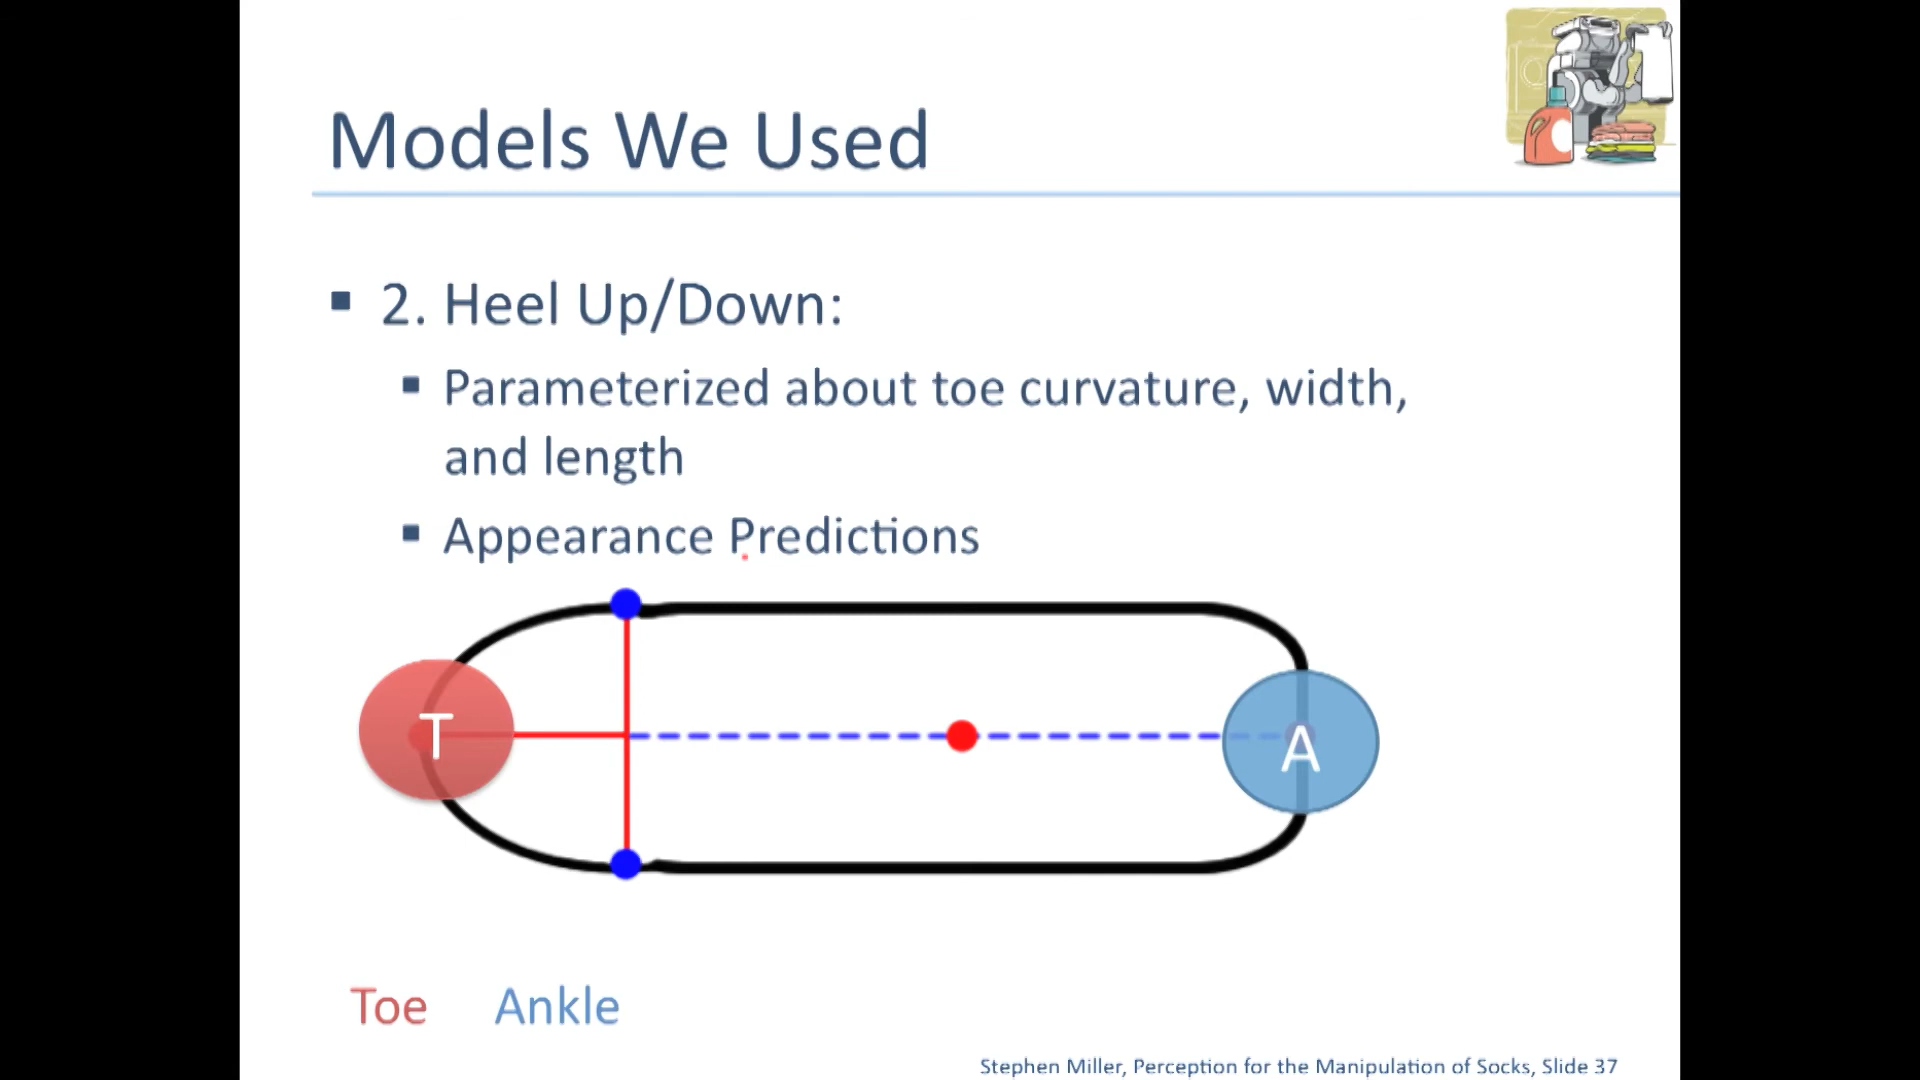 Models We Used
2. Heel Up/Down:
Parameterized about toe curvature, width,
and length
Appearance Predictions
T
A
Toe Ankle
Stephen Miller, Perception for the Manipulation of Socks, Slide 37